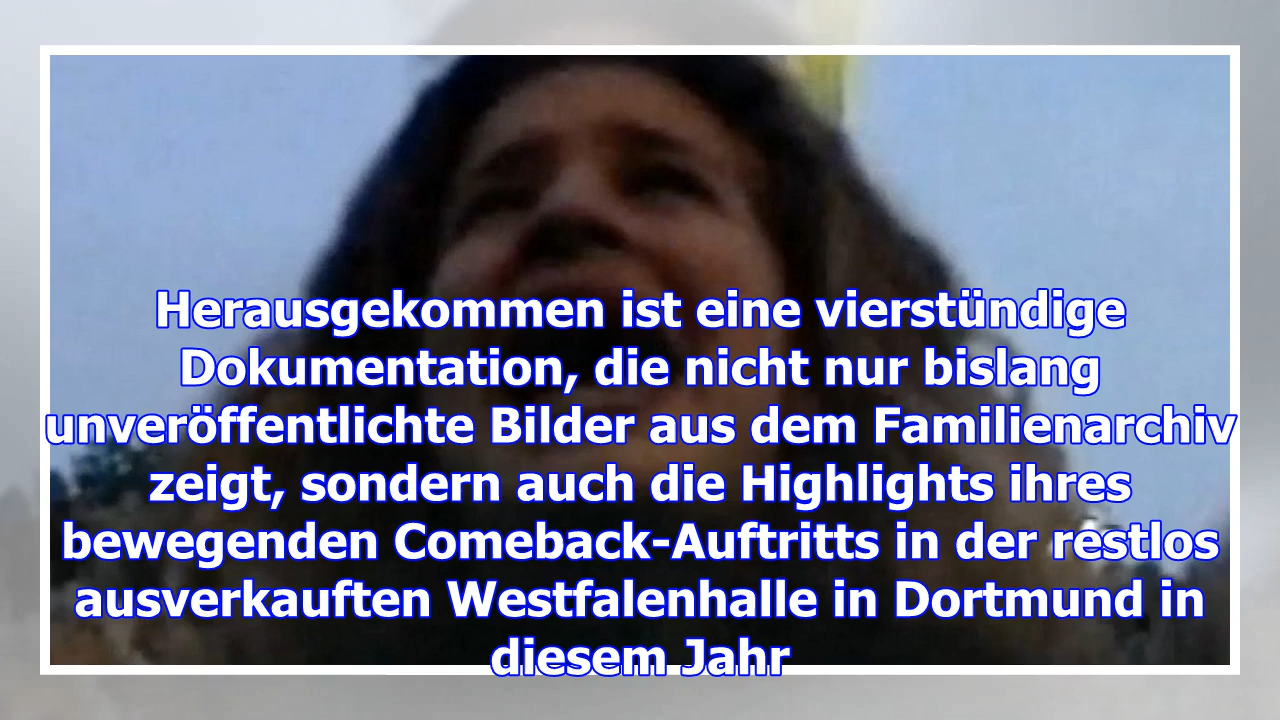 Herausgekommen ist eine vierstündige
Dokumentation, die nicht nur bislang
unveröffentlichte Bilder aus dem Familienarchiv
zeigt, sondern auch die Highlights ihres
bewegenden Comeback-Auftritts in der restlos
ausverkauften Westfalenhalle in Dortmund in
diesem Jahr